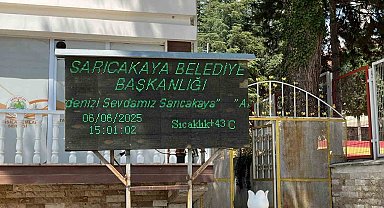 SARICAKAYA BELEDİYE
BAŞKANLIĞI
denizi Sevdamız Sarıcakaya"
06/06/2025
15:01:02
Sıcaklık+43 C